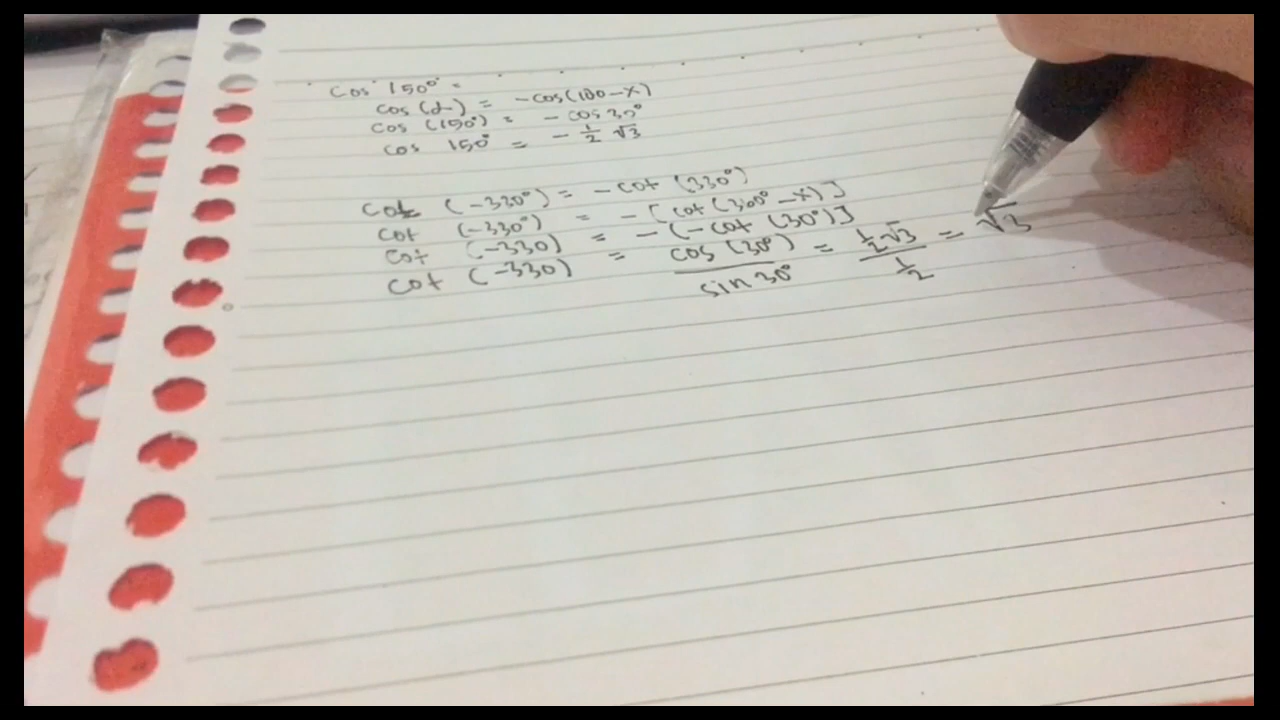 cos 150° =
cos (α) = -cos(180-x)
cos (150°) = - cos 30°
cos 150° = - 1/2 √3
cot (-330°) = -cot (330°)
cot (-330°) = -[cot (360°-x)]
cot (-330) = -(-cot (30°)]
cot (-330) = cos (30°)/sin 30° = 1/2√3 / 1/2 = √3